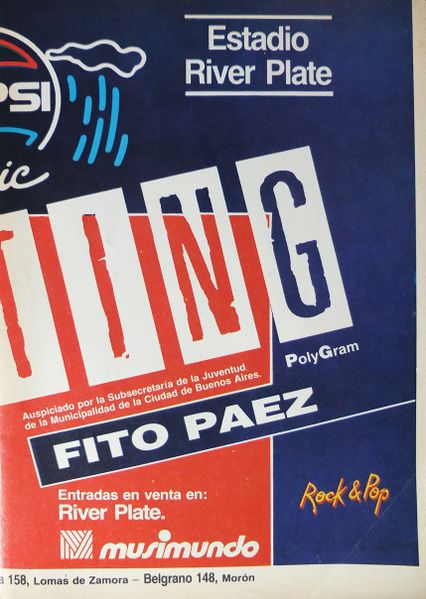 Estadio
River Plate
PSI
ic
TING
PolyGram
Auspiciado por la Subsecretaría de la Juventud
de la Municipalidad de la Ciudad de Buenos Aires.
FITO PAEZ
Entradas en venta en:
River Plate.
Rock & Pop
musimundo
a 158, Lomas de Zamora – Belgrano 148, Morón